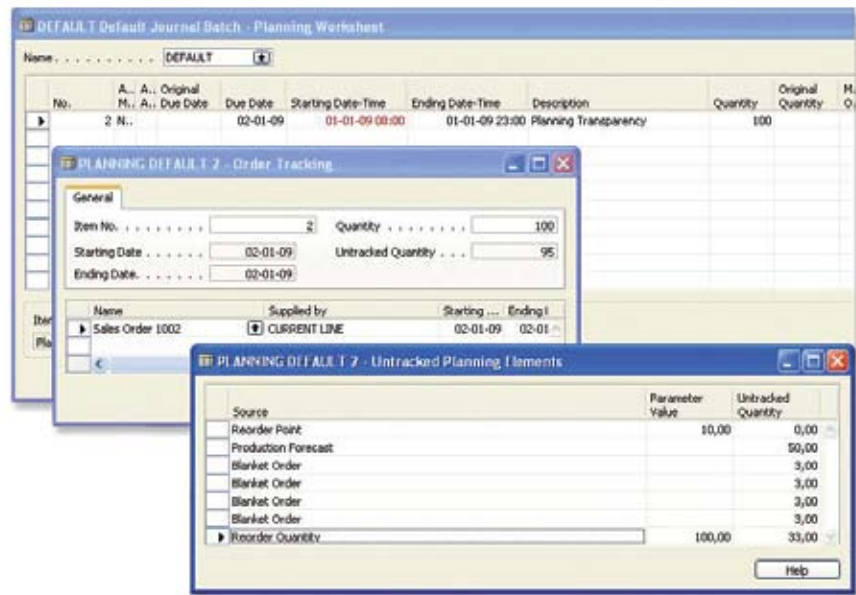 DEFAULT Default Journal Batch - Planning Worksheet
Name . . . . . . . . . . DEFAULT
A.. A.. Original Original M.
No. M.. A.. Due Date Due Date Starting Date-Time Ending Date-Time Description Quantity Quantity O.
2 N.. 02-01-09 01-01-09 08:00 01-01-09 23:00 Planning Transparency 100
PLANNING DEFAULT 2 - Order Tracking
General
Item No. . . . . . . . . 2 Quantity . . . . . . . . 100
Starting Date . . . . . . 02-01-09 Untracked Quantity . . . 95
Ending Date. . . . . . . 02-01-09
Name Supplied by Starting ... Ending
Sales Order 1002 CURRENT LINE 02-01-09 02-01
Pla
PLANNING DEFAULT 2 - Untracked Planning Elements
Parameter Untracked
Source Value Quantity
Reorder Point 10,00 0,00
Production Forecast 50,00
Blanket Order 3,00
Blanket Order 3,00
Blanket Order 3,00
Blanket Order 3,00
Reorder Quantity 100,00 33,00
Help